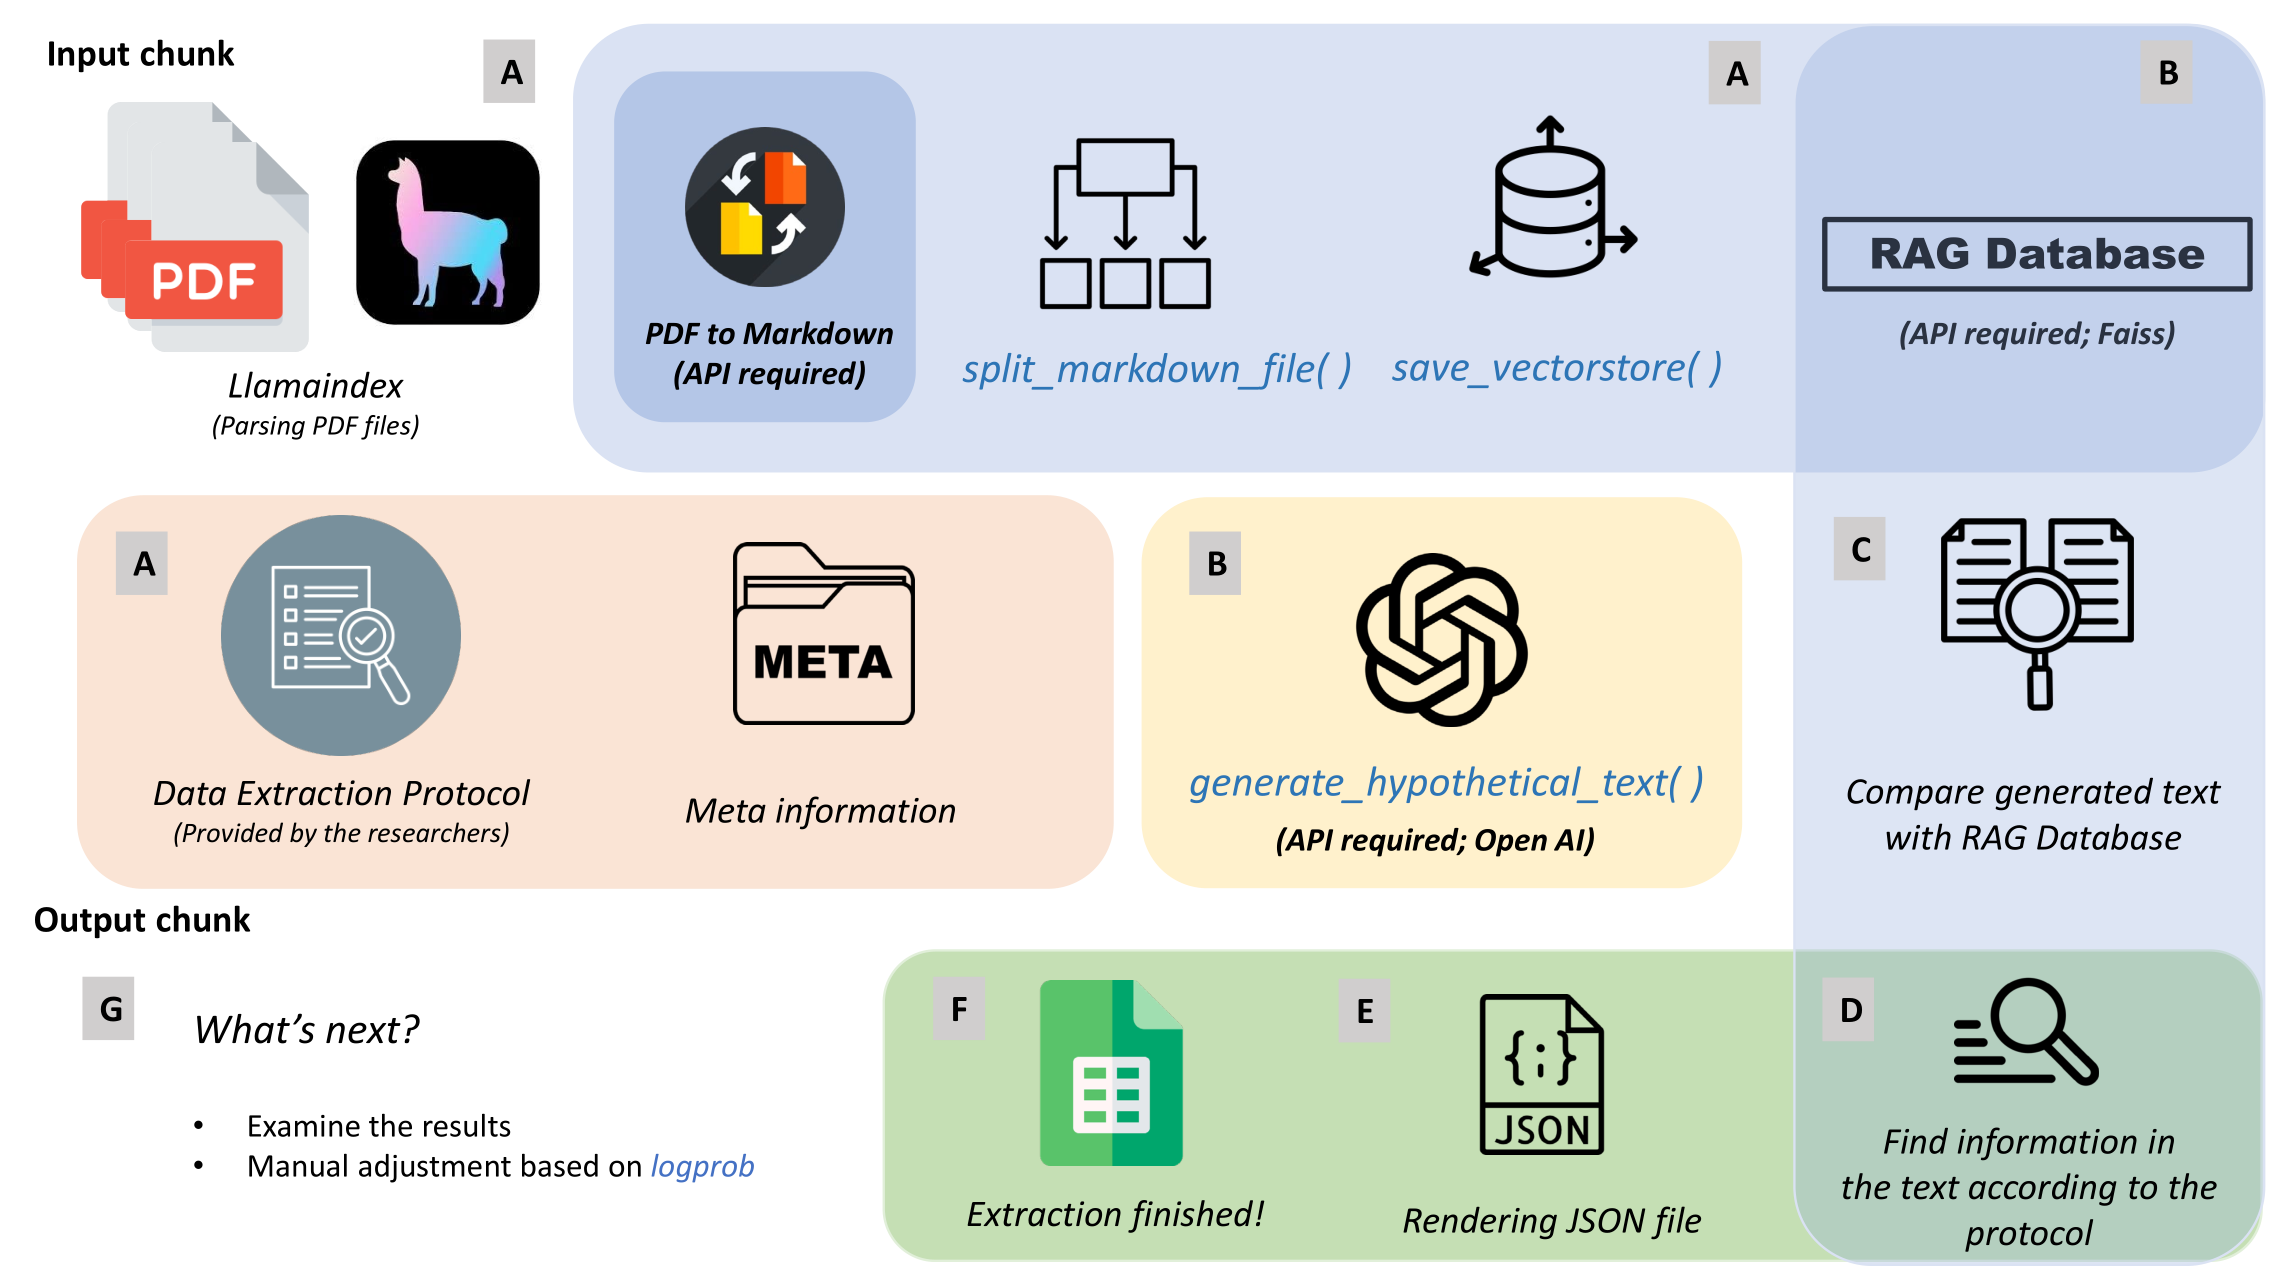 Input chunk
A
A
B
PDF
Llamaindex
(Parsing PDF files)
PDF to Markdown
(API required)
split_markdown_file( )
save_vectorstore( )
RAG Database
(API required; Faiss)
A
Data Extraction Protocol
(Provided by the researchers)
META
Meta information
B
generate_hypothetical_text( )
(API required; Open AI)
C
Compare generated text
with RAG Database
Output chunk
G
What’s next?
• Examine the results
• Manual adjustment based on logprob
F
Extraction finished!
E
{;}
JSON
Rendering JSON file
D
Find information in
the text according to the
protocol